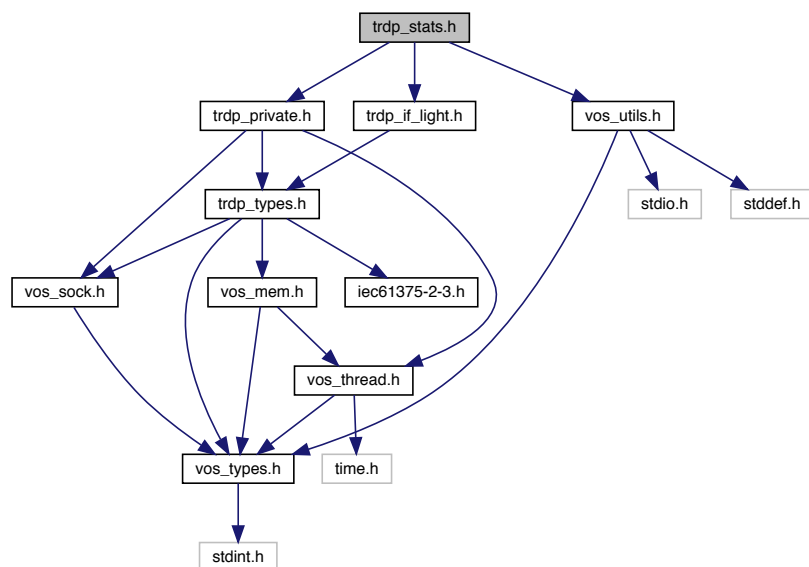 trdp_stats.h
trdp_private.h
trdp_if_light.h
vos_utils.h
trdp_types.h
stdio.h
stddef.h
vos_sock.h
vos_mem.h
iec61375-2-3.h
vos_thread.h
vos_types.h
time.h
stdint.h